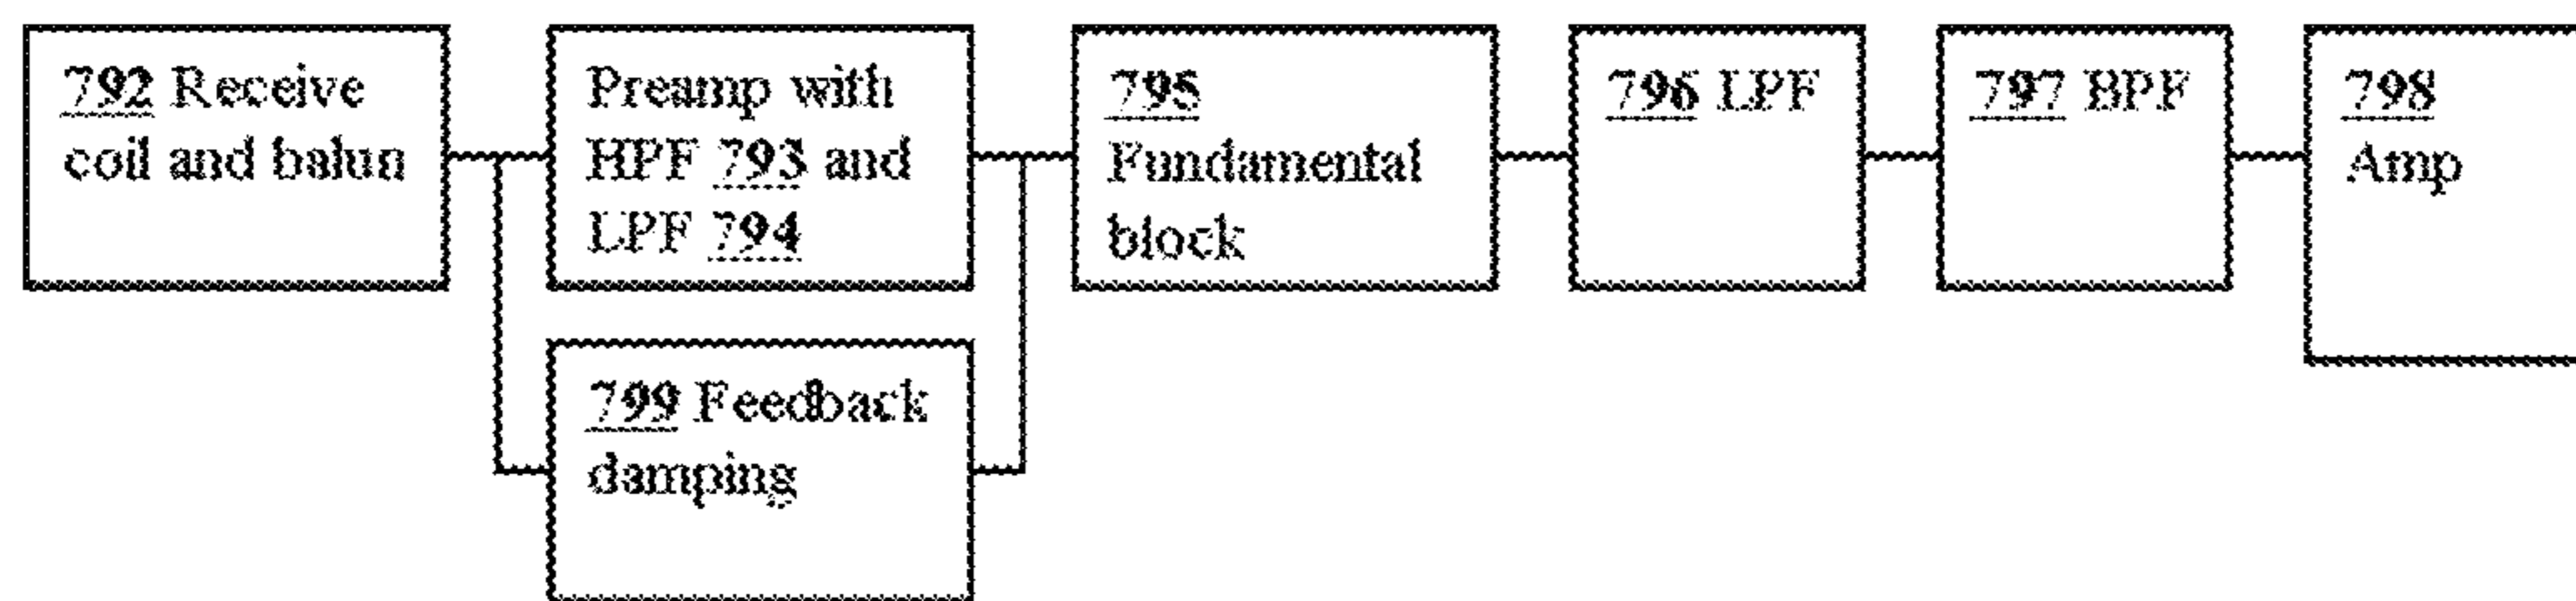 792 Receive
coil and balun
Preamp with
HPF 793 and
LPF 794
795
Fundamental
block
796 LPF
797 BPF
798
Amp
799 Feedback
damping